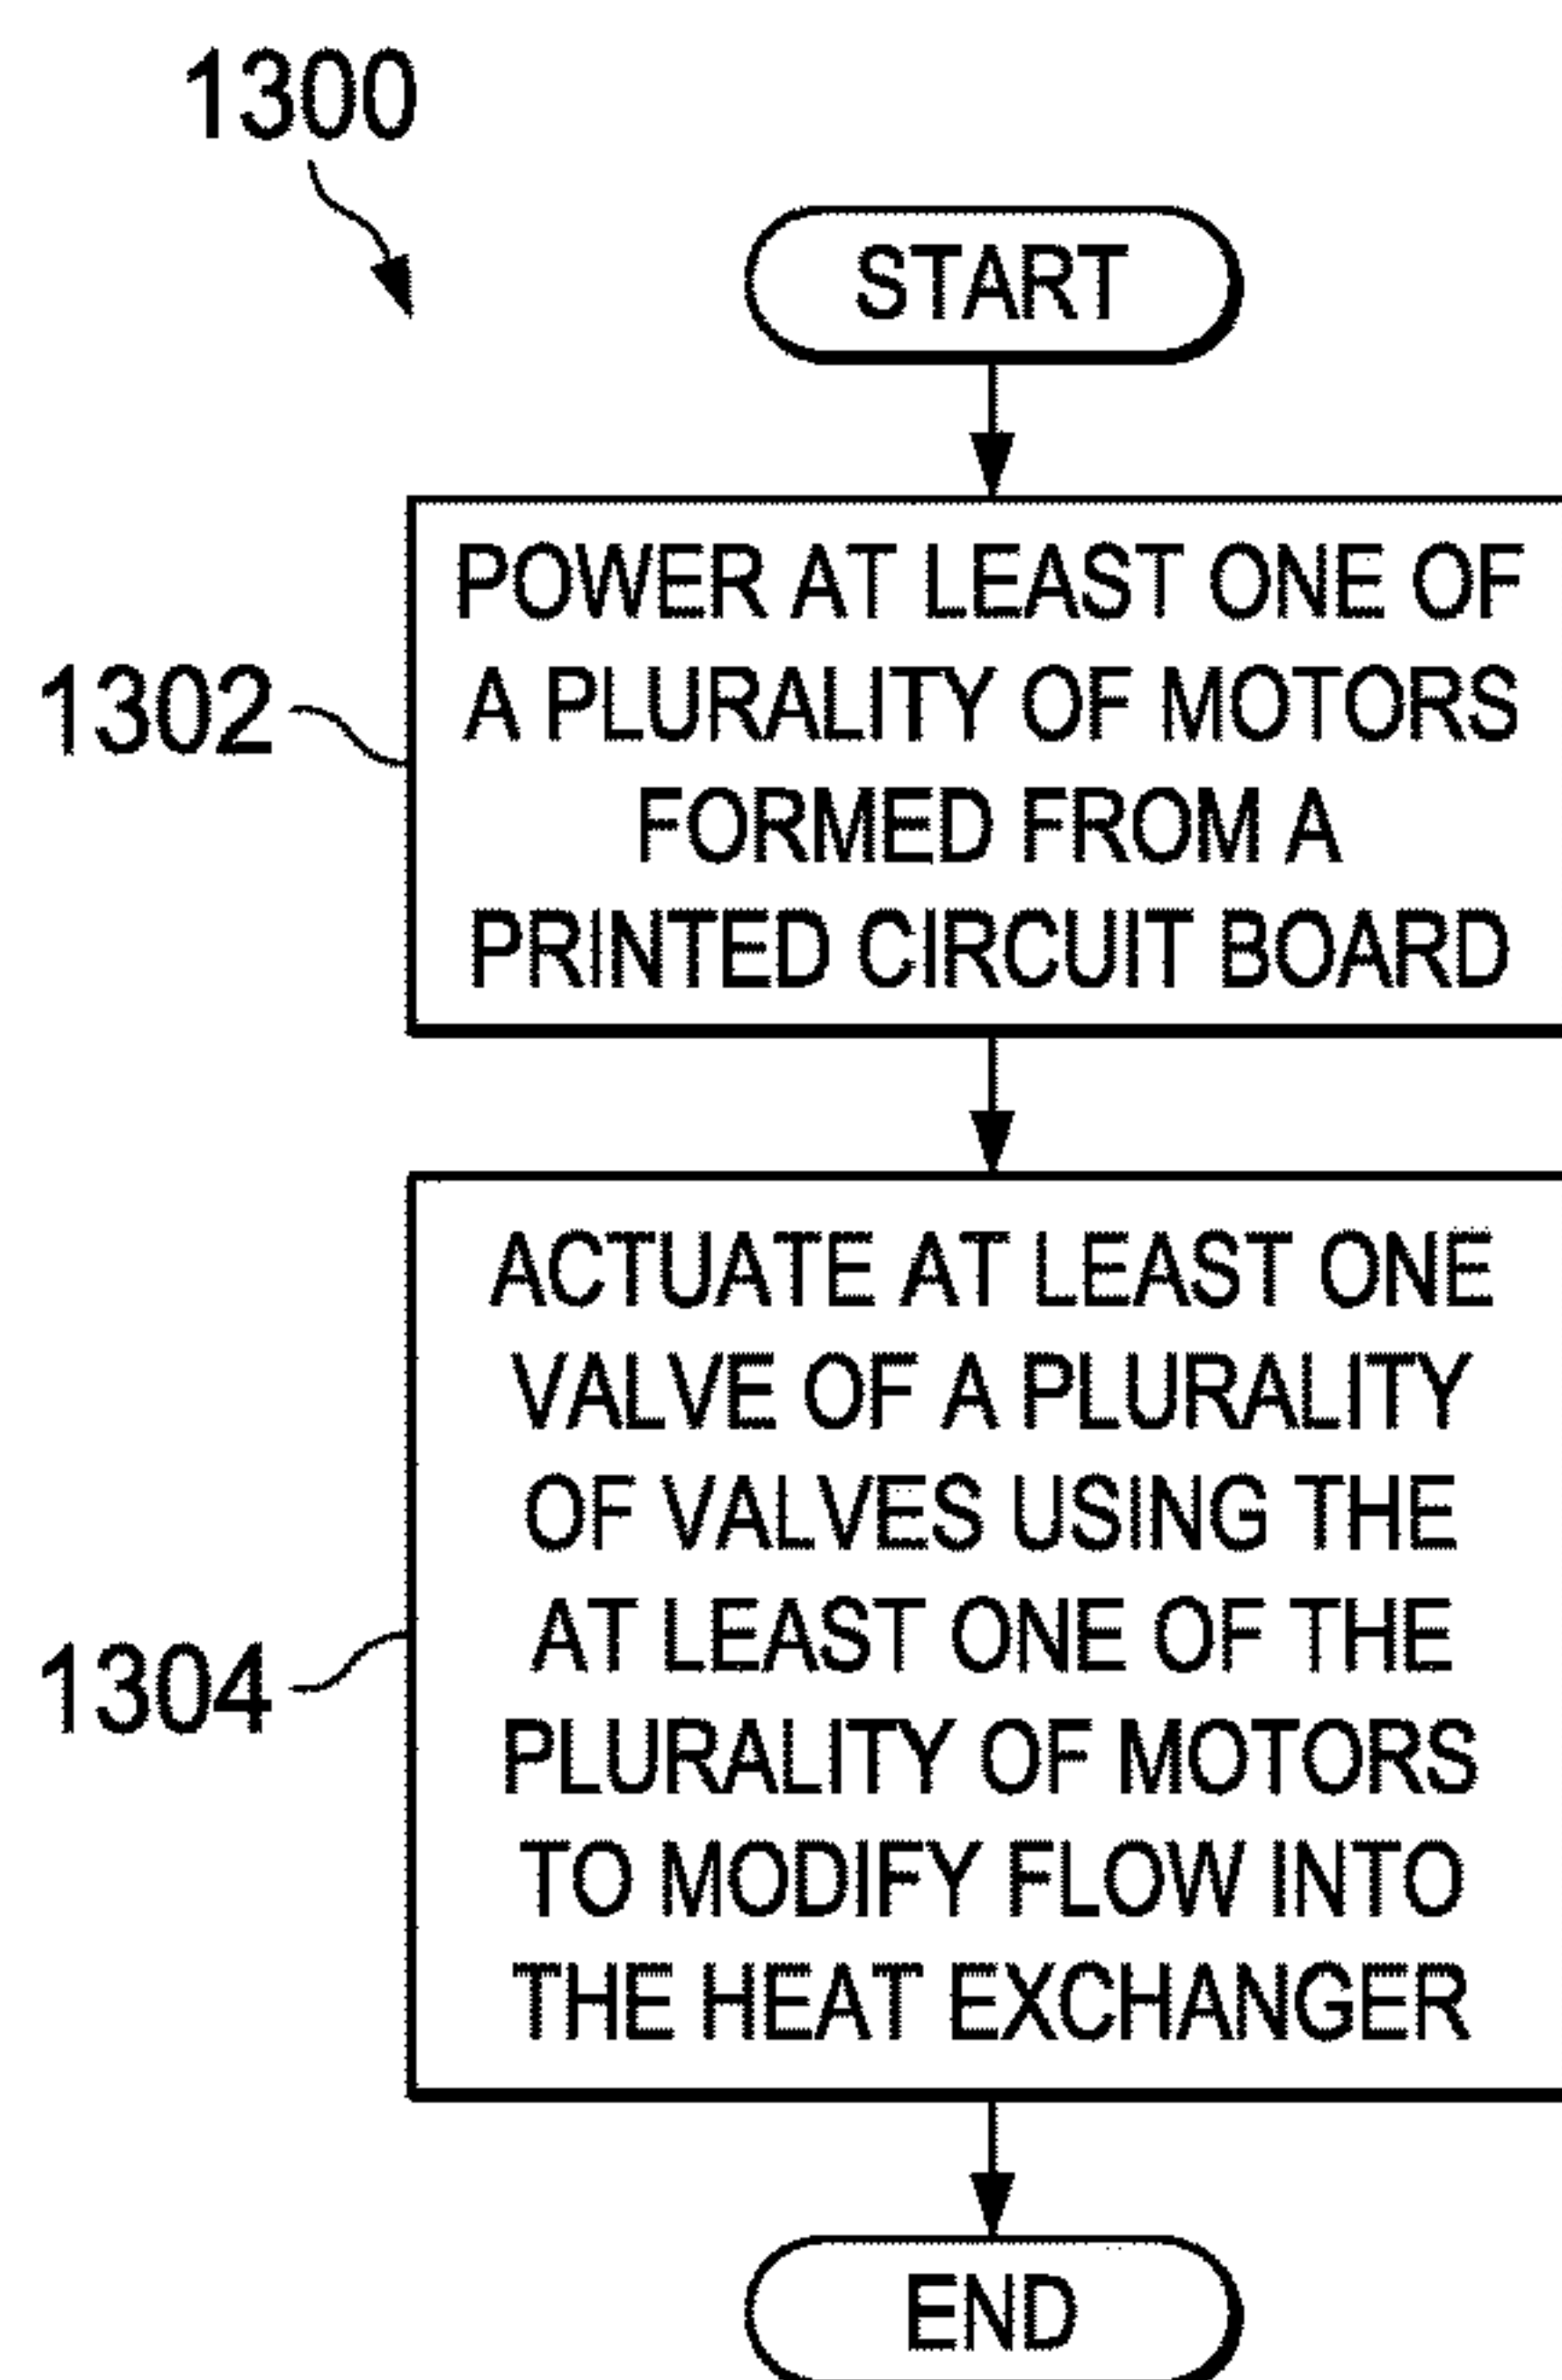 1300
START
1302
POWER AT LEAST ONE OF
A PLURALITY OF MOTORS
FORMED FROM A
PRINTED CIRCUIT BOARD
1304
ACTUATE AT LEAST ONE
VALVE OF A PLURALITY
OF VALVES USING THE
AT LEAST ONE OF THE
PLURALITY OF MOTORS
TO MODIFY FLOW INTO
THE HEAT EXCHANGER
END